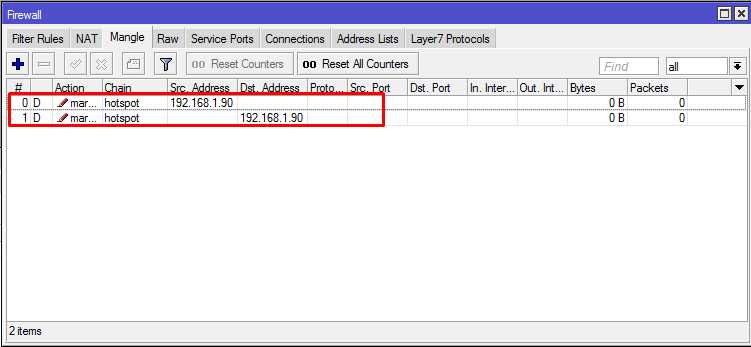 Firewall
Filter Rules NAT Mangle Raw Service Ports Connections Address Lists Layer7 Protocols
00 Reset Counters 00 Reset All Counters Find all
# Action Chain Src. Address Dst. Address Proto... Src. Port Dst. Port In. Inter... Out. Int... Bytes Packets
0 D mar... hotspot 192.168.1.90 0 B 0
1 D mar... hotspot 192.168.1.90 0 B 0
2 items